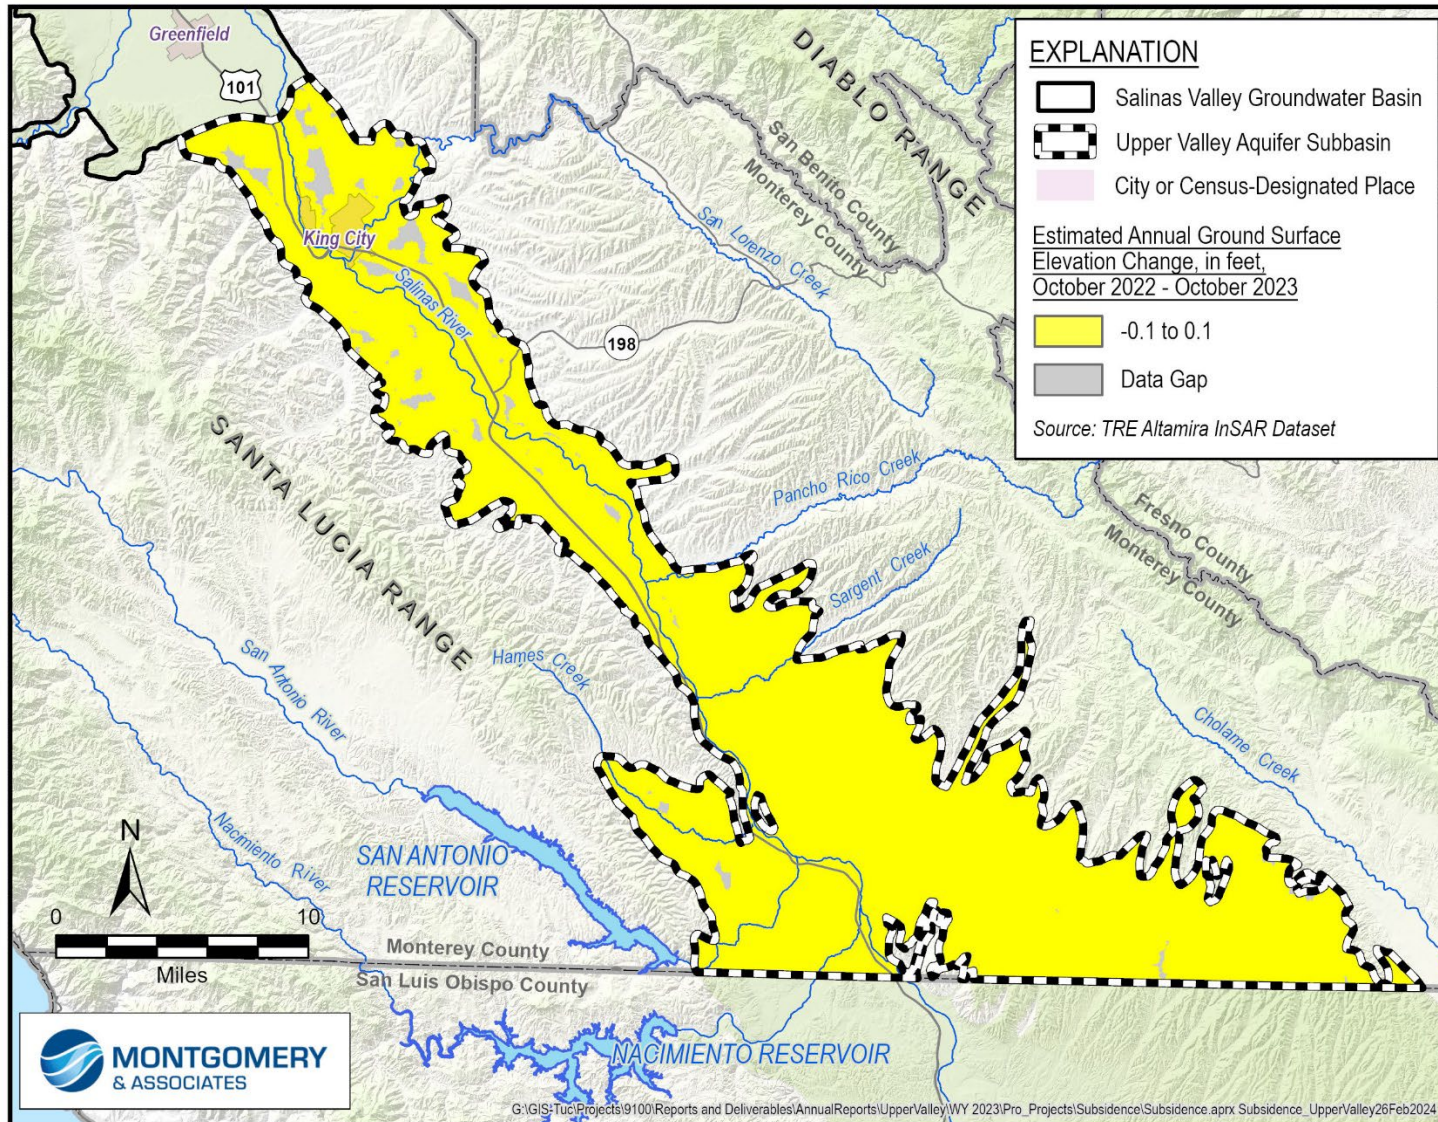 Greenfield
101
DIABLO RANGE
San Benito County
Monterey County
San Lorenzo Creek
King City
Salinas River
198
SANTA LUCIA RANGE
Pancho Rico Creek
Sargent Creek
Fresno County
Monterey County
Hames Creek
San Antonio River
Cholame Creek
Nacimiento River
SAN ANTONIO
RESERVOIR
N
0 10
Miles
Monterey County
San Luis Obispo County
NACIMIENTO RESERVOIR
EXPLANATION
Salinas Valley Groundwater Basin
Upper Valley Aquifer Subbasin
City or Census-Designated Place
Estimated Annual Ground Surface
Elevation Change, in feet,
October 2022 - October 2023
-0.1 to 0.1
Data Gap
Source: TRE Altamira InSAR Dataset
MONTGOMERY
& ASSOCIATES
G:\GIS-Tuc\Projects\9100\Reports and Deliverables\AnnualReports\UpperValley\WY 2023\Pro_Projects\Subsidence\Subsidence.aprx Subsidence_UpperValley26Feb2024